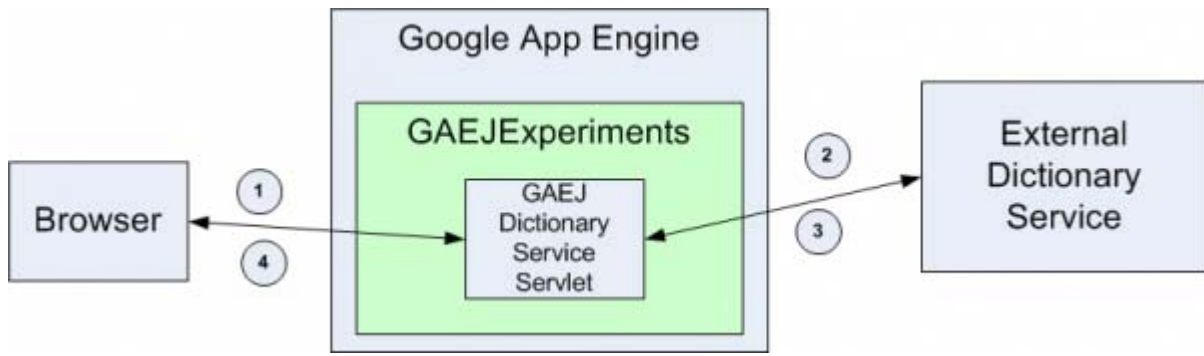 Google App Engine
GAEJExperiments
GAEJ
Dictionary
Service
Servlet
Browser
External
Dictionary
Service
1
4
2
3